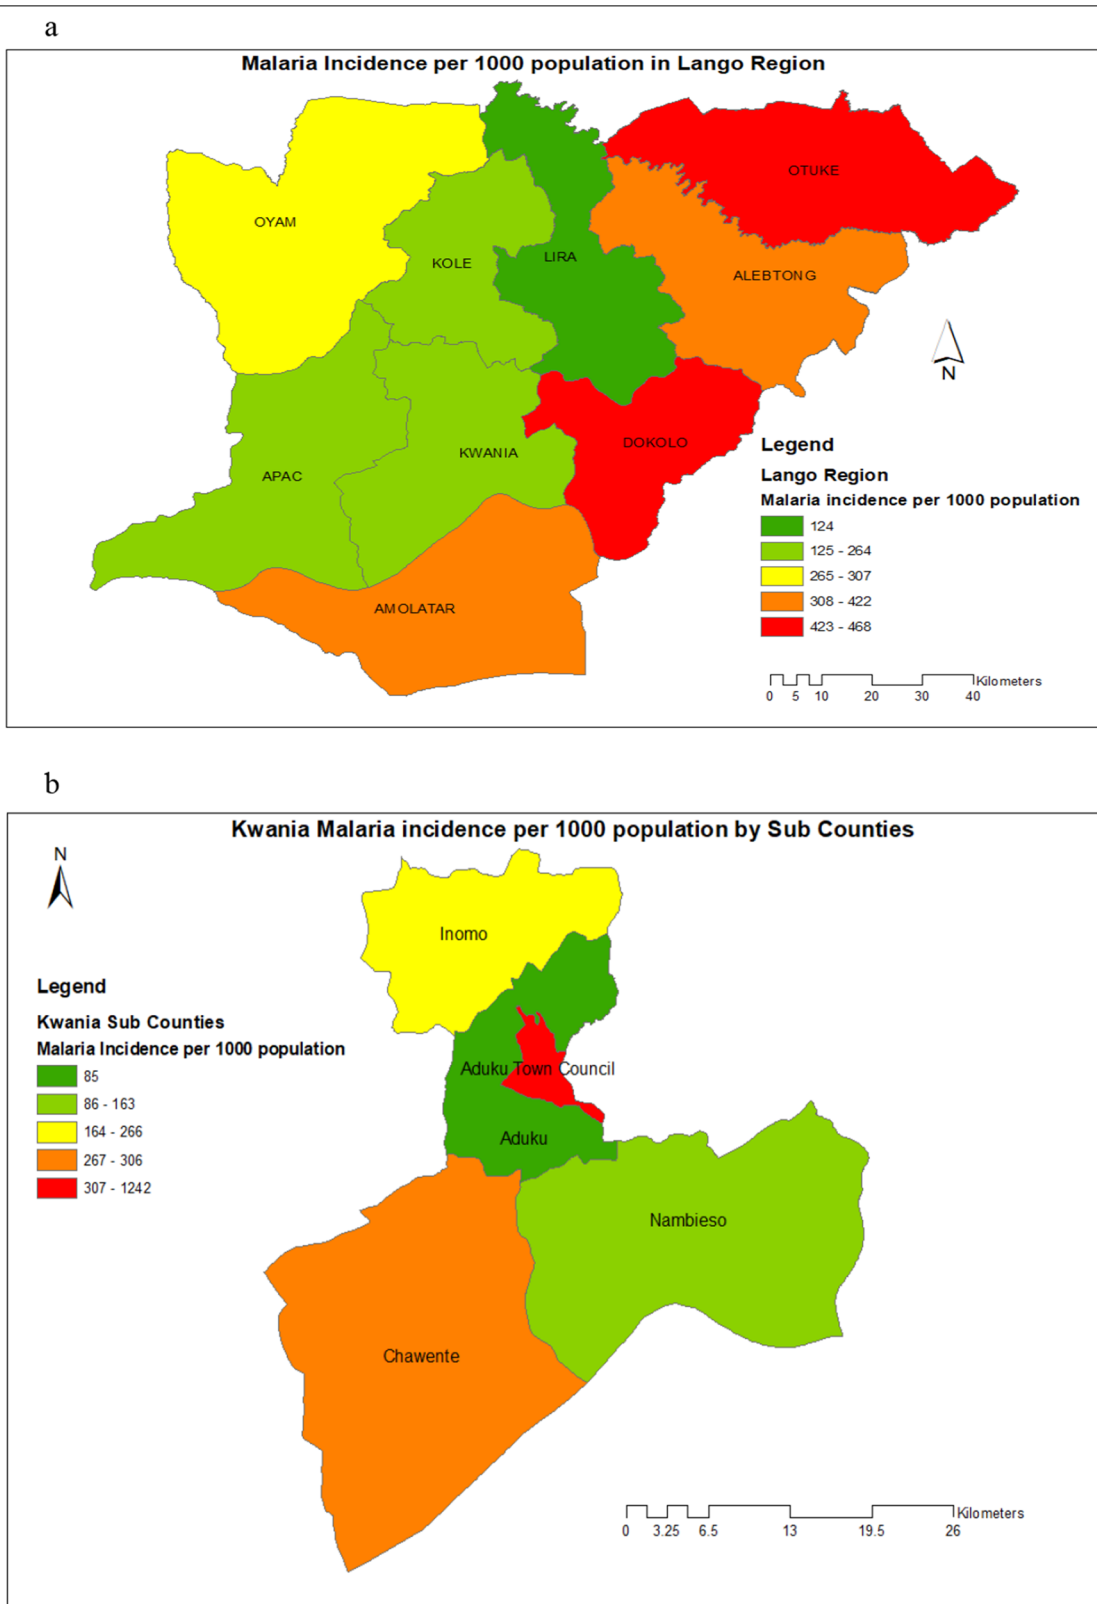 a
Malaria Incidence per 1000 population in Lango Region
OTUKE
OYAM
LIRA
KOLE
ALEBTONG
N
DOKOLO
KWANIA
APAC
AMOLATAR
Legend
Lango Region
Malaria incidence per 1000 population
124
125 - 264
265 - 307
308 - 422
423 - 468
Kilometers
0 5 10 20 30 40
b
Kwania Malaria incidence per 1000 population by Sub Counties
N
Inomo
Aduku Town Council
Aduku
Nambieso
Chawente
Legend
Kwania Sub Counties
Malaria Incidence per 1000 population
85
86 - 163
164 - 266
267 - 306
307 - 1242
Kilometers
0 3.25 6.5 13 19.5 26